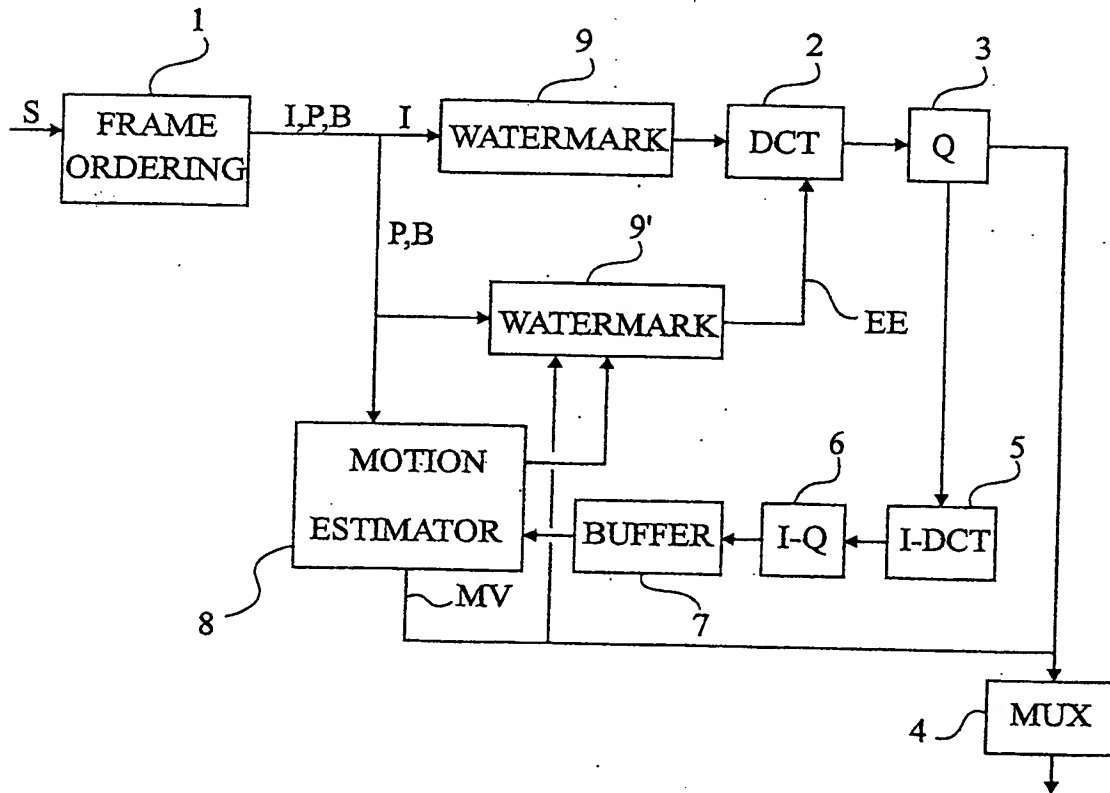 1
9
2
3
S
FRAME
ORDERING
I,P,B
I
WATERMARK
DCT
Q
P,B
9'
WATERMARK
EE
MOTION
ESTIMATOR
6
5
BUFFER
I-Q
I-DCT
8
MV
7
4
MUX